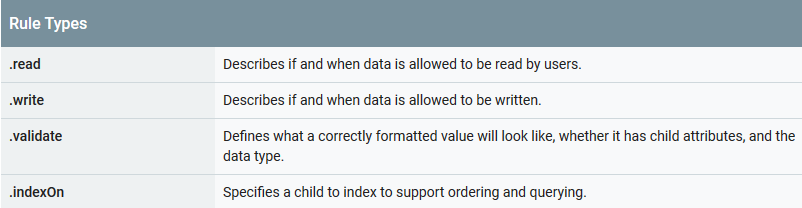 Rule Types
.read Describes if and when data is allowed to be read by users.
.write Describes if and when data is allowed to be written.
.validate Defines what a correctly formatted value will look like, whether it has child attributes, and the
data type.
.indexOn Specifies a child to index to support ordering and querying.